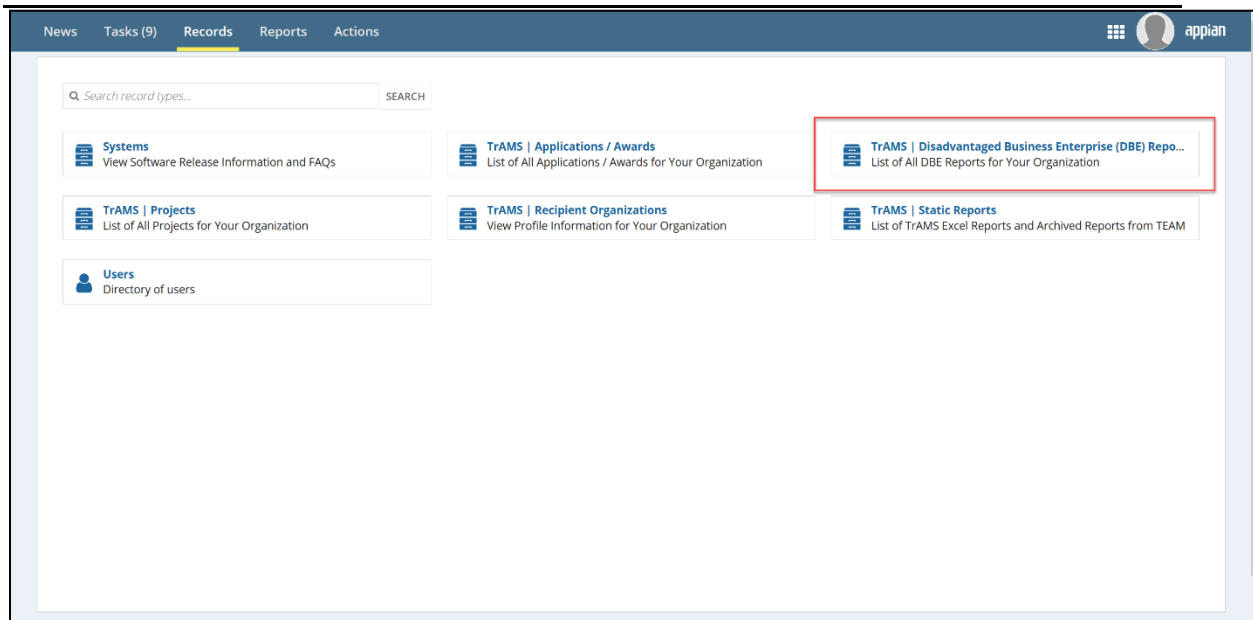 News Tasks (9) Records Reports Actions appian
Search record types... SEARCH
Systems
View Software Release Information and FAQs
TrAMS | Applications / Awards
List of All Applications / Awards for Your Organization
TrAMS | Disadvantaged Business Enterprise (DBE) Repo...
List of All DBE Reports for Your Organization
TrAMS | Projects
List of All Projects for Your Organization
TrAMS | Recipient Organizations
View Profile Information for Your Organization
TrAMS | Static Reports
List of TrAMS Excel Reports and Archived Reports from TEAM
Users
Directory of users